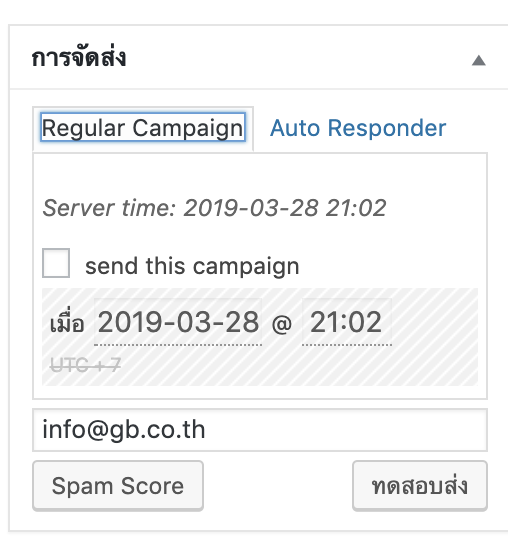 การจัดส่ง
Regular Campaign Auto Responder
Server time: 2019-03-28 21:02
send this campaign
เมื่อ 2019-03-28 @ 21:02
UTC + 7
info@gb.co.th
Spam Score ทดสอบส่ง